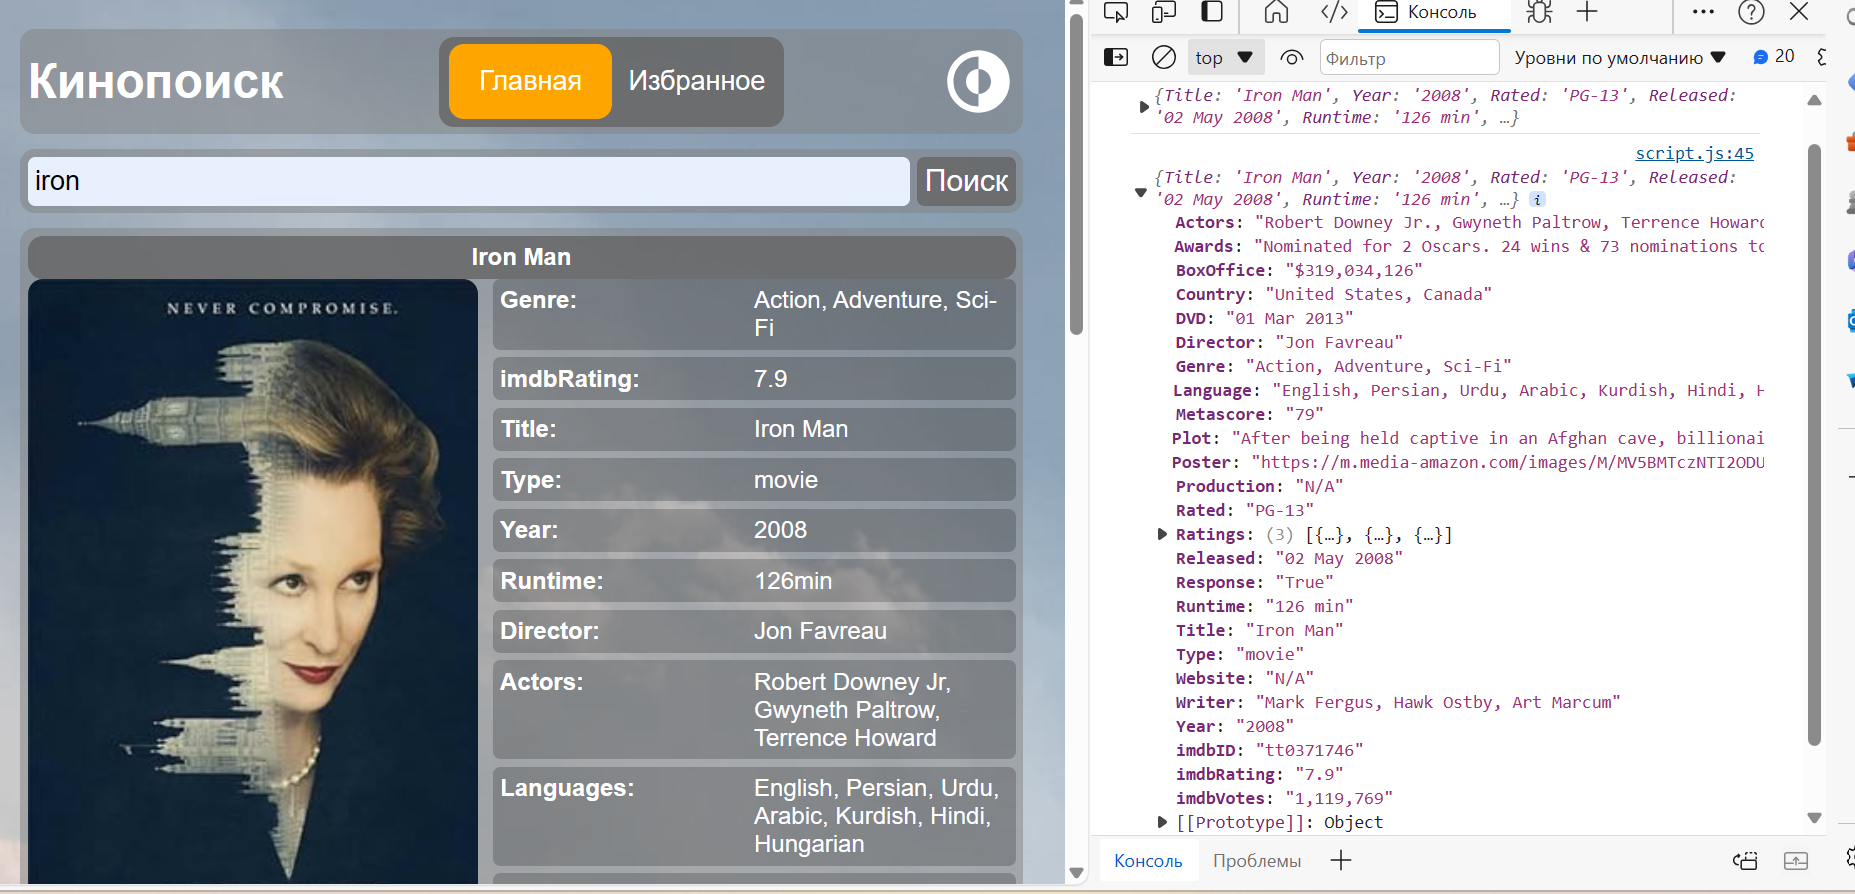 Кинопоиск
Главная
Избранное
iron
Поиск
Iron Man
NEVER COMPROMISE.
Genre: Action, Adventure, Sci-
Fi
imdbRating: 7.9
Title: Iron Man
Type: movie
Year: 2008
Runtime: 126min
Director: Jon Favreau
Actors: Robert Downey Jr,
Gwyneth Paltrow,
Terrence Howard
Languages: English, Persian, Urdu,
Arabic, Kurdish, Hindi,
Hungarian
Консоль
top
Фильтр
Уровни по умолчанию
20
{Title: 'Iron Man', Year: '2008', Rated: 'PG-13', Released:
'02 May 2008', Runtime: '126 min', …}
script.js:45
{Title: 'Iron Man', Year: '2008', Rated: 'PG-13', Released:
'02 May 2008', Runtime: '126 min', …} i
Actors: "Robert Downey Jr., Gwyneth Paltrow, Terrence Howard
Awards: "Nominated for 2 Oscars. 24 wins & 73 nominations to
BoxOffice: "$319,034,126"
Country: "United States, Canada"
DVD: "01 Mar 2013"
Director: "Jon Favreau"
Genre: "Action, Adventure, Sci-Fi"
Language: "English, Persian, Urdu, Arabic, Kurdish, Hindi, H
Metascore: "79"
Plot: "After being held captive in an Afghan cave, billionai
Poster: "https://m.media-amazon.com/images/M/MV5BMTczNTI2ODU
Production: "N/A"
Rated: "PG-13"
Ratings: (3) [{…}, {…}, {…}]
Released: "02 May 2008"
Response: "True"
Runtime: "126 min"
Title: "Iron Man"
Type: "movie"
Website: "N/A"
Writer: "Mark Fergus, Hawk Ostby, Art Marcum"
Year: "2008"
imdbID: "tt0371746"
imdbRating: "7.9"
imdbVotes: "1,119,769"
[[Prototype]]: Object
Консоль
Проблемы